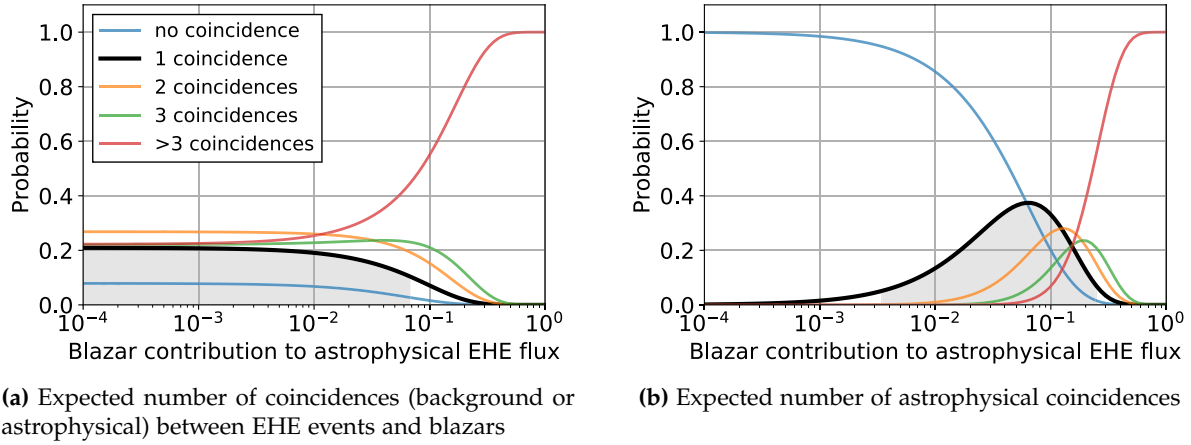 1.0
0.8
0.6
0.4
0.2
0.0
Probability
no coincidence
1 coincidence
2 coincidences
3 coincidences
>3 coincidences
10⁻⁴ 10⁻³ 10⁻² 10⁻¹ 10⁰
Blazar contribution to astrophysical EHE flux
(a) Expected number of coincidences (background or
astrophysical) between EHE events and blazars
1.0
0.8
0.6
0.4
0.2
0.0
Probability
10⁻⁴ 10⁻³ 10⁻² 10⁻¹ 10⁰
Blazar contribution to astrophysical EHE flux
(b) Expected number of astrophysical coincidences